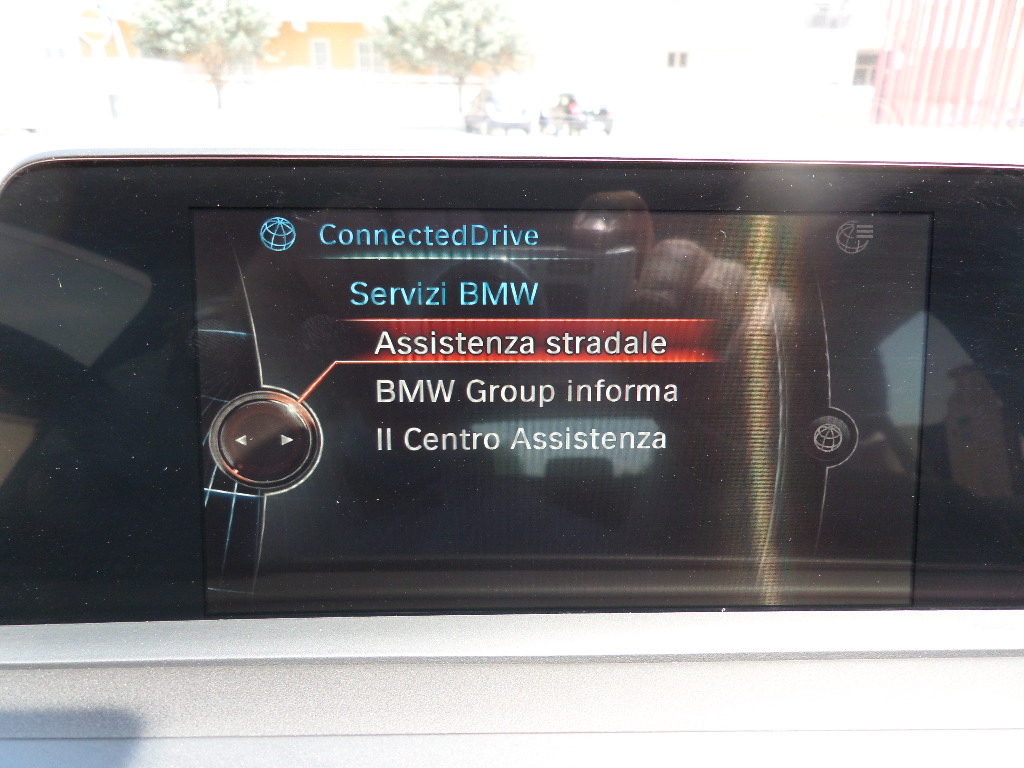 ConnectedDrive
Servizi BMW
Assistenza stradale
BMW Group informa
Il Centro Assistenza